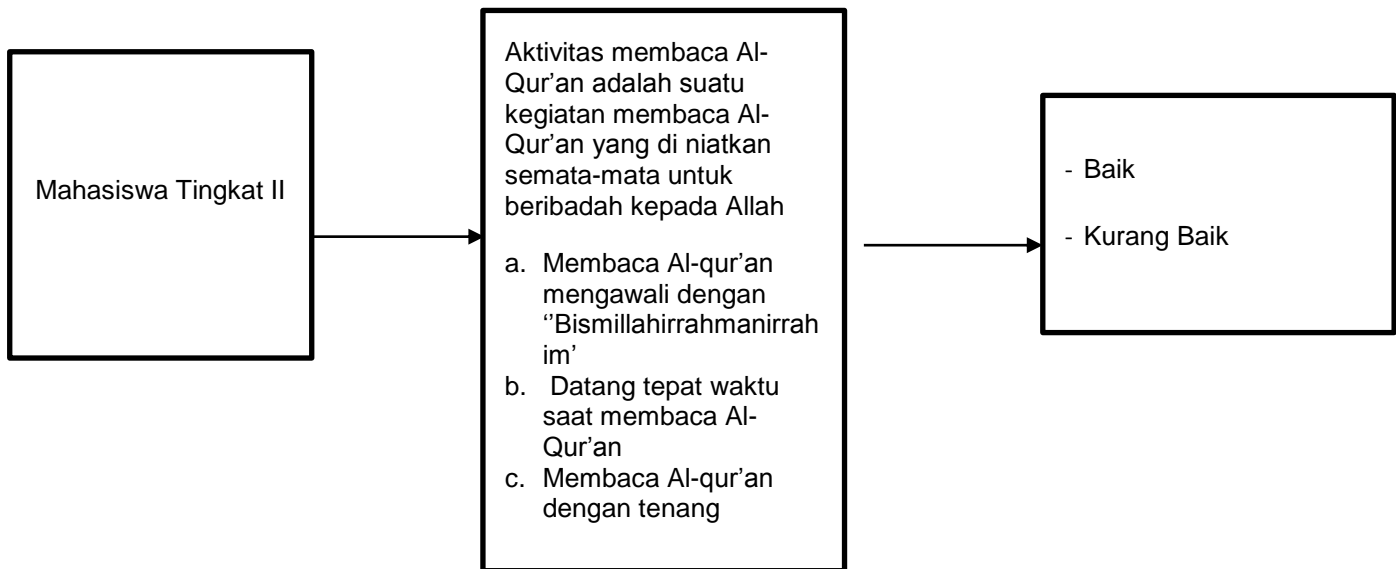 Mahasiswa Tingkat II
Aktivitas membaca Al-
Qur’an adalah suatu
kegiatan membaca Al-
Qur’an yang di niatkan
semata-mata untuk
beribadah kepada Allah
a. Membaca Al-qur’an
mengawali dengan
‘’Bismillahirrahmanirrah
im’
b. Datang tepat waktu
saat membaca Al-
Qur’an
c. Membaca Al-qur’an
dengan tenang
- Baik
- Kurang Baik